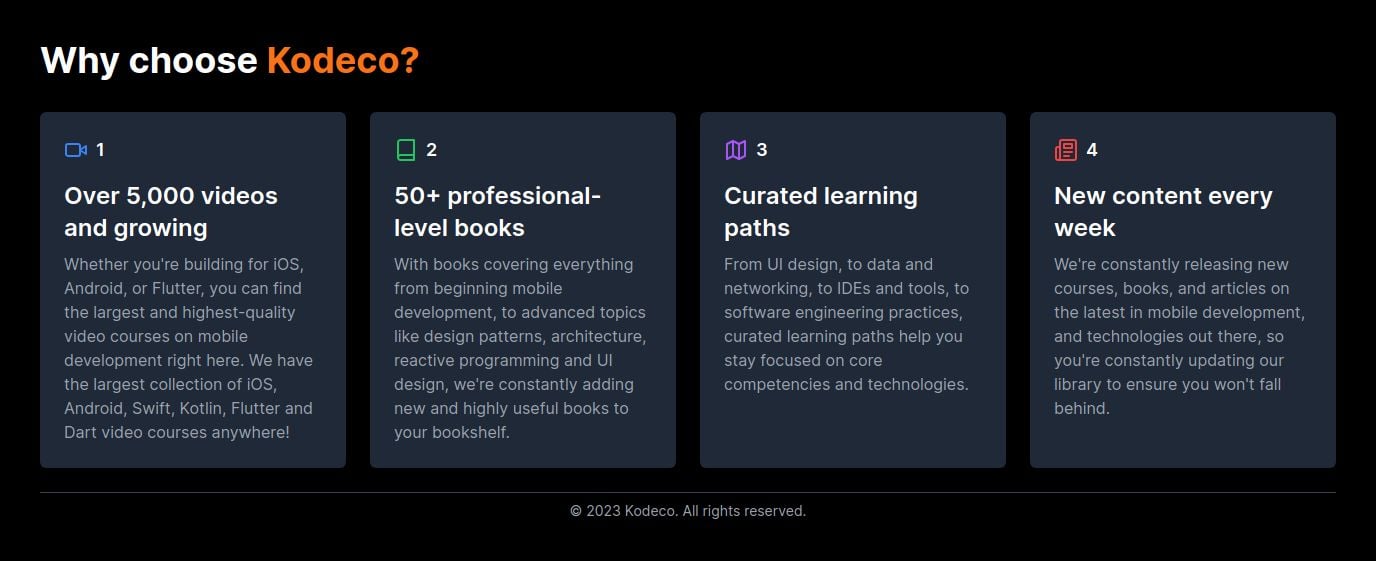 Why choose Kodeco?
1
Over 5,000 videos
and growing
Whether you're building for iOS,
Android, or Flutter, you can find
the largest and highest-quality
video courses on mobile
development right here. We have
the largest collection of iOS,
Android, Swift, Kotlin, Flutter and
Dart video courses anywhere!
2
50+ professional-
level books
With books covering everything
from beginning mobile
development, to advanced topics
like design patterns, architecture,
reactive programming and UI
design, we're constantly adding
new and highly useful books to
your bookshelf.
3
Curated learning
paths
From UI design, to data and
networking, to IDEs and tools, to
software engineering practices,
curated learning paths help you
stay focused on core
competencies and technologies.
4
New content every
week
We're constantly releasing new
courses, books, and articles on
the latest in mobile development,
and technologies out there, so
you're constantly updating our
library to ensure you won't fall
behind.
© 2023 Kodeco. All rights reserved.